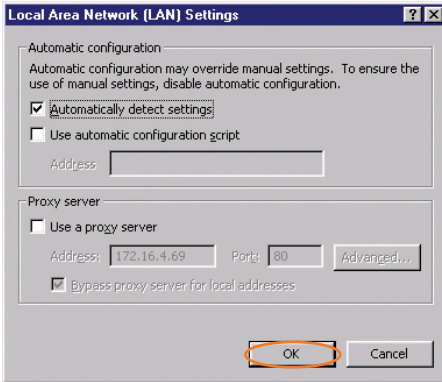 Local Area Network (LAN) Settings
Automatic configuration
Automatic configuration may override manual settings. To ensure the
use of manual settings, disable automatic configuration.
Automatically detect settings
Use automatic configuration script
Address
Proxy server
Use a proxy server
Address: 172.16.4.69 Port: 80 Advanced...
Bypass proxy server for local addresses
OK Cancel